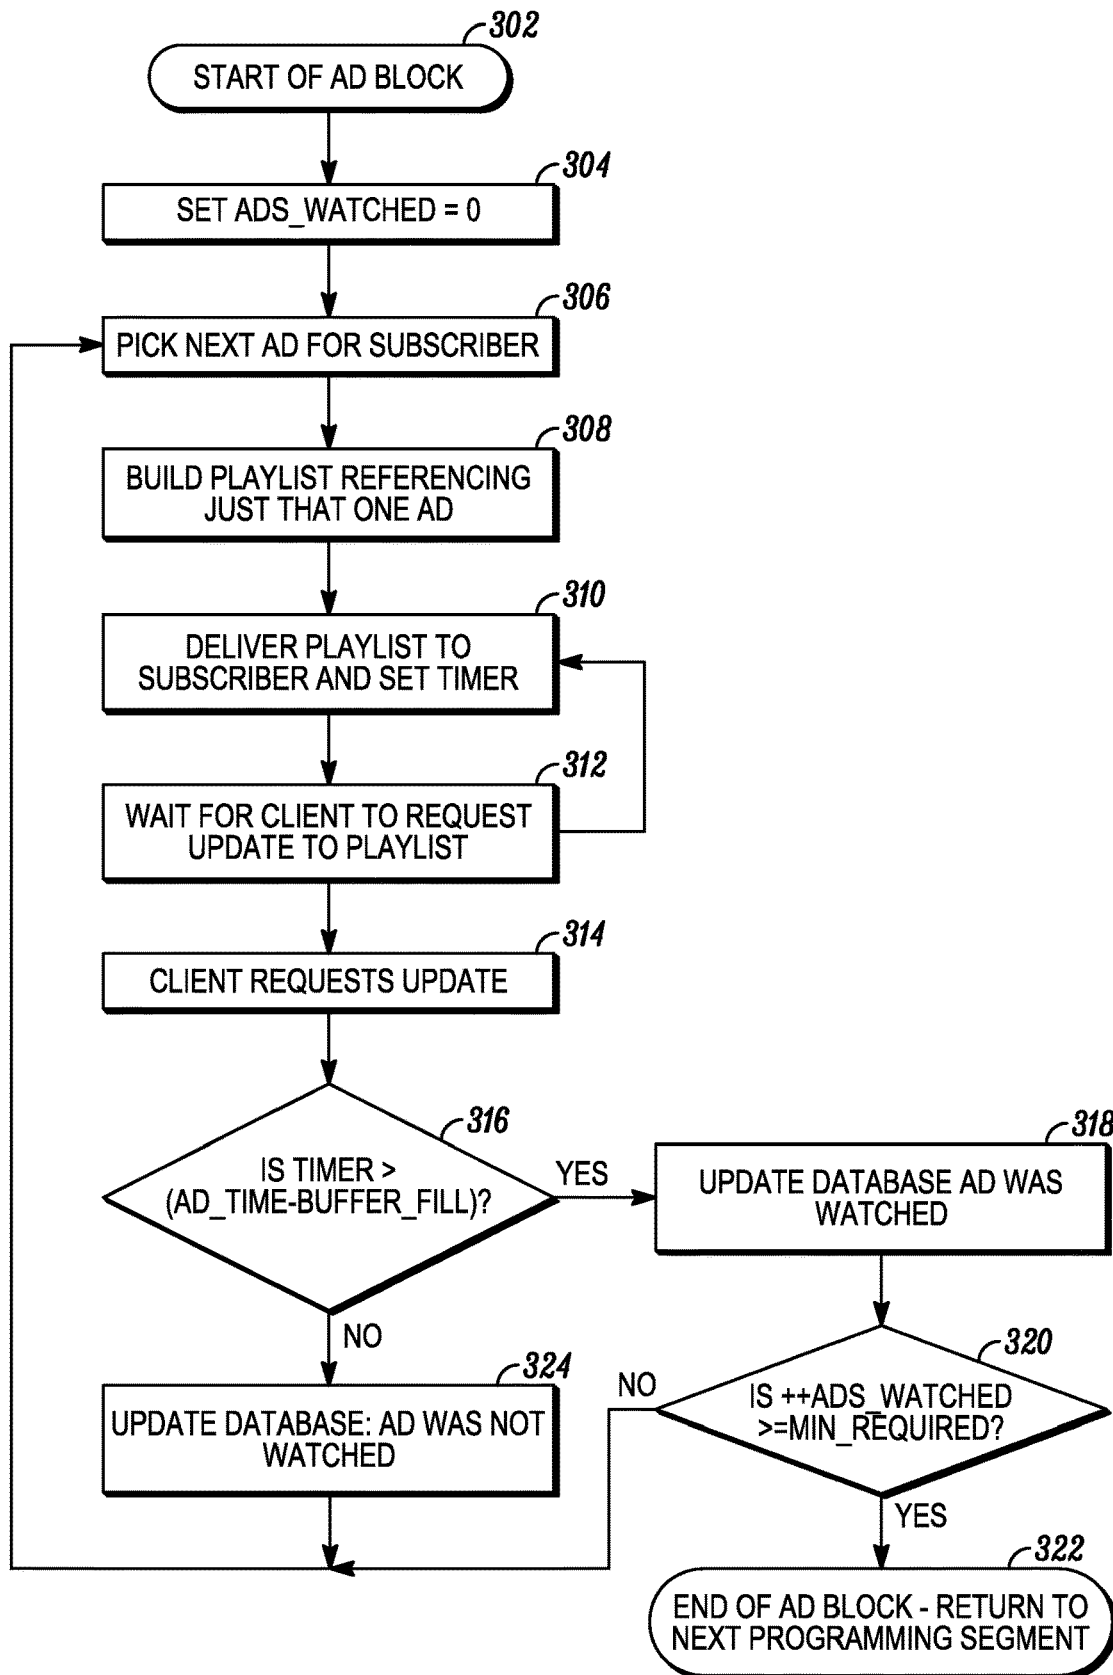 302
START OF AD BLOCK
304
SET ADS_WATCHED = 0
306
PICK NEXT AD FOR SUBSCRIBER
308
BUILD PLAYLIST REFERENCING
JUST THAT ONE AD
310
DELIVER PLAYLIST TO
SUBSCRIBER AND SET TIMER
312
WAIT FOR CLIENT TO REQUEST
UPDATE TO PLAYLIST
314
CLIENT REQUESTS UPDATE
316
IS TIMER >
(AD_TIME-BUFFER_FILL)?
YES
NO
318
UPDATE DATABASE AD WAS
WATCHED
320
IS ++ADS_WATCHED
>=MIN_REQUIRED?
NO
YES
324
UPDATE DATABASE: AD WAS NOT
WATCHED
322
END OF AD BLOCK - RETURN TO
NEXT PROGRAMMING SEGMENT